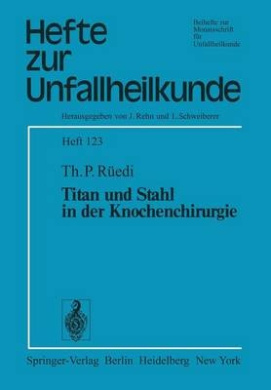 Hefte
zur
Unfallheilkunde
Beihefte zur
Monatsschrift
für
Unfallheilkunde
Herausgegeben von J. Rehn und L. Schweiberer
Heft 123
Th. P. Rüedi
Titan und Stahl
in der Knochenchirurgie
Springer-Verlag Berlin Heidelberg New York